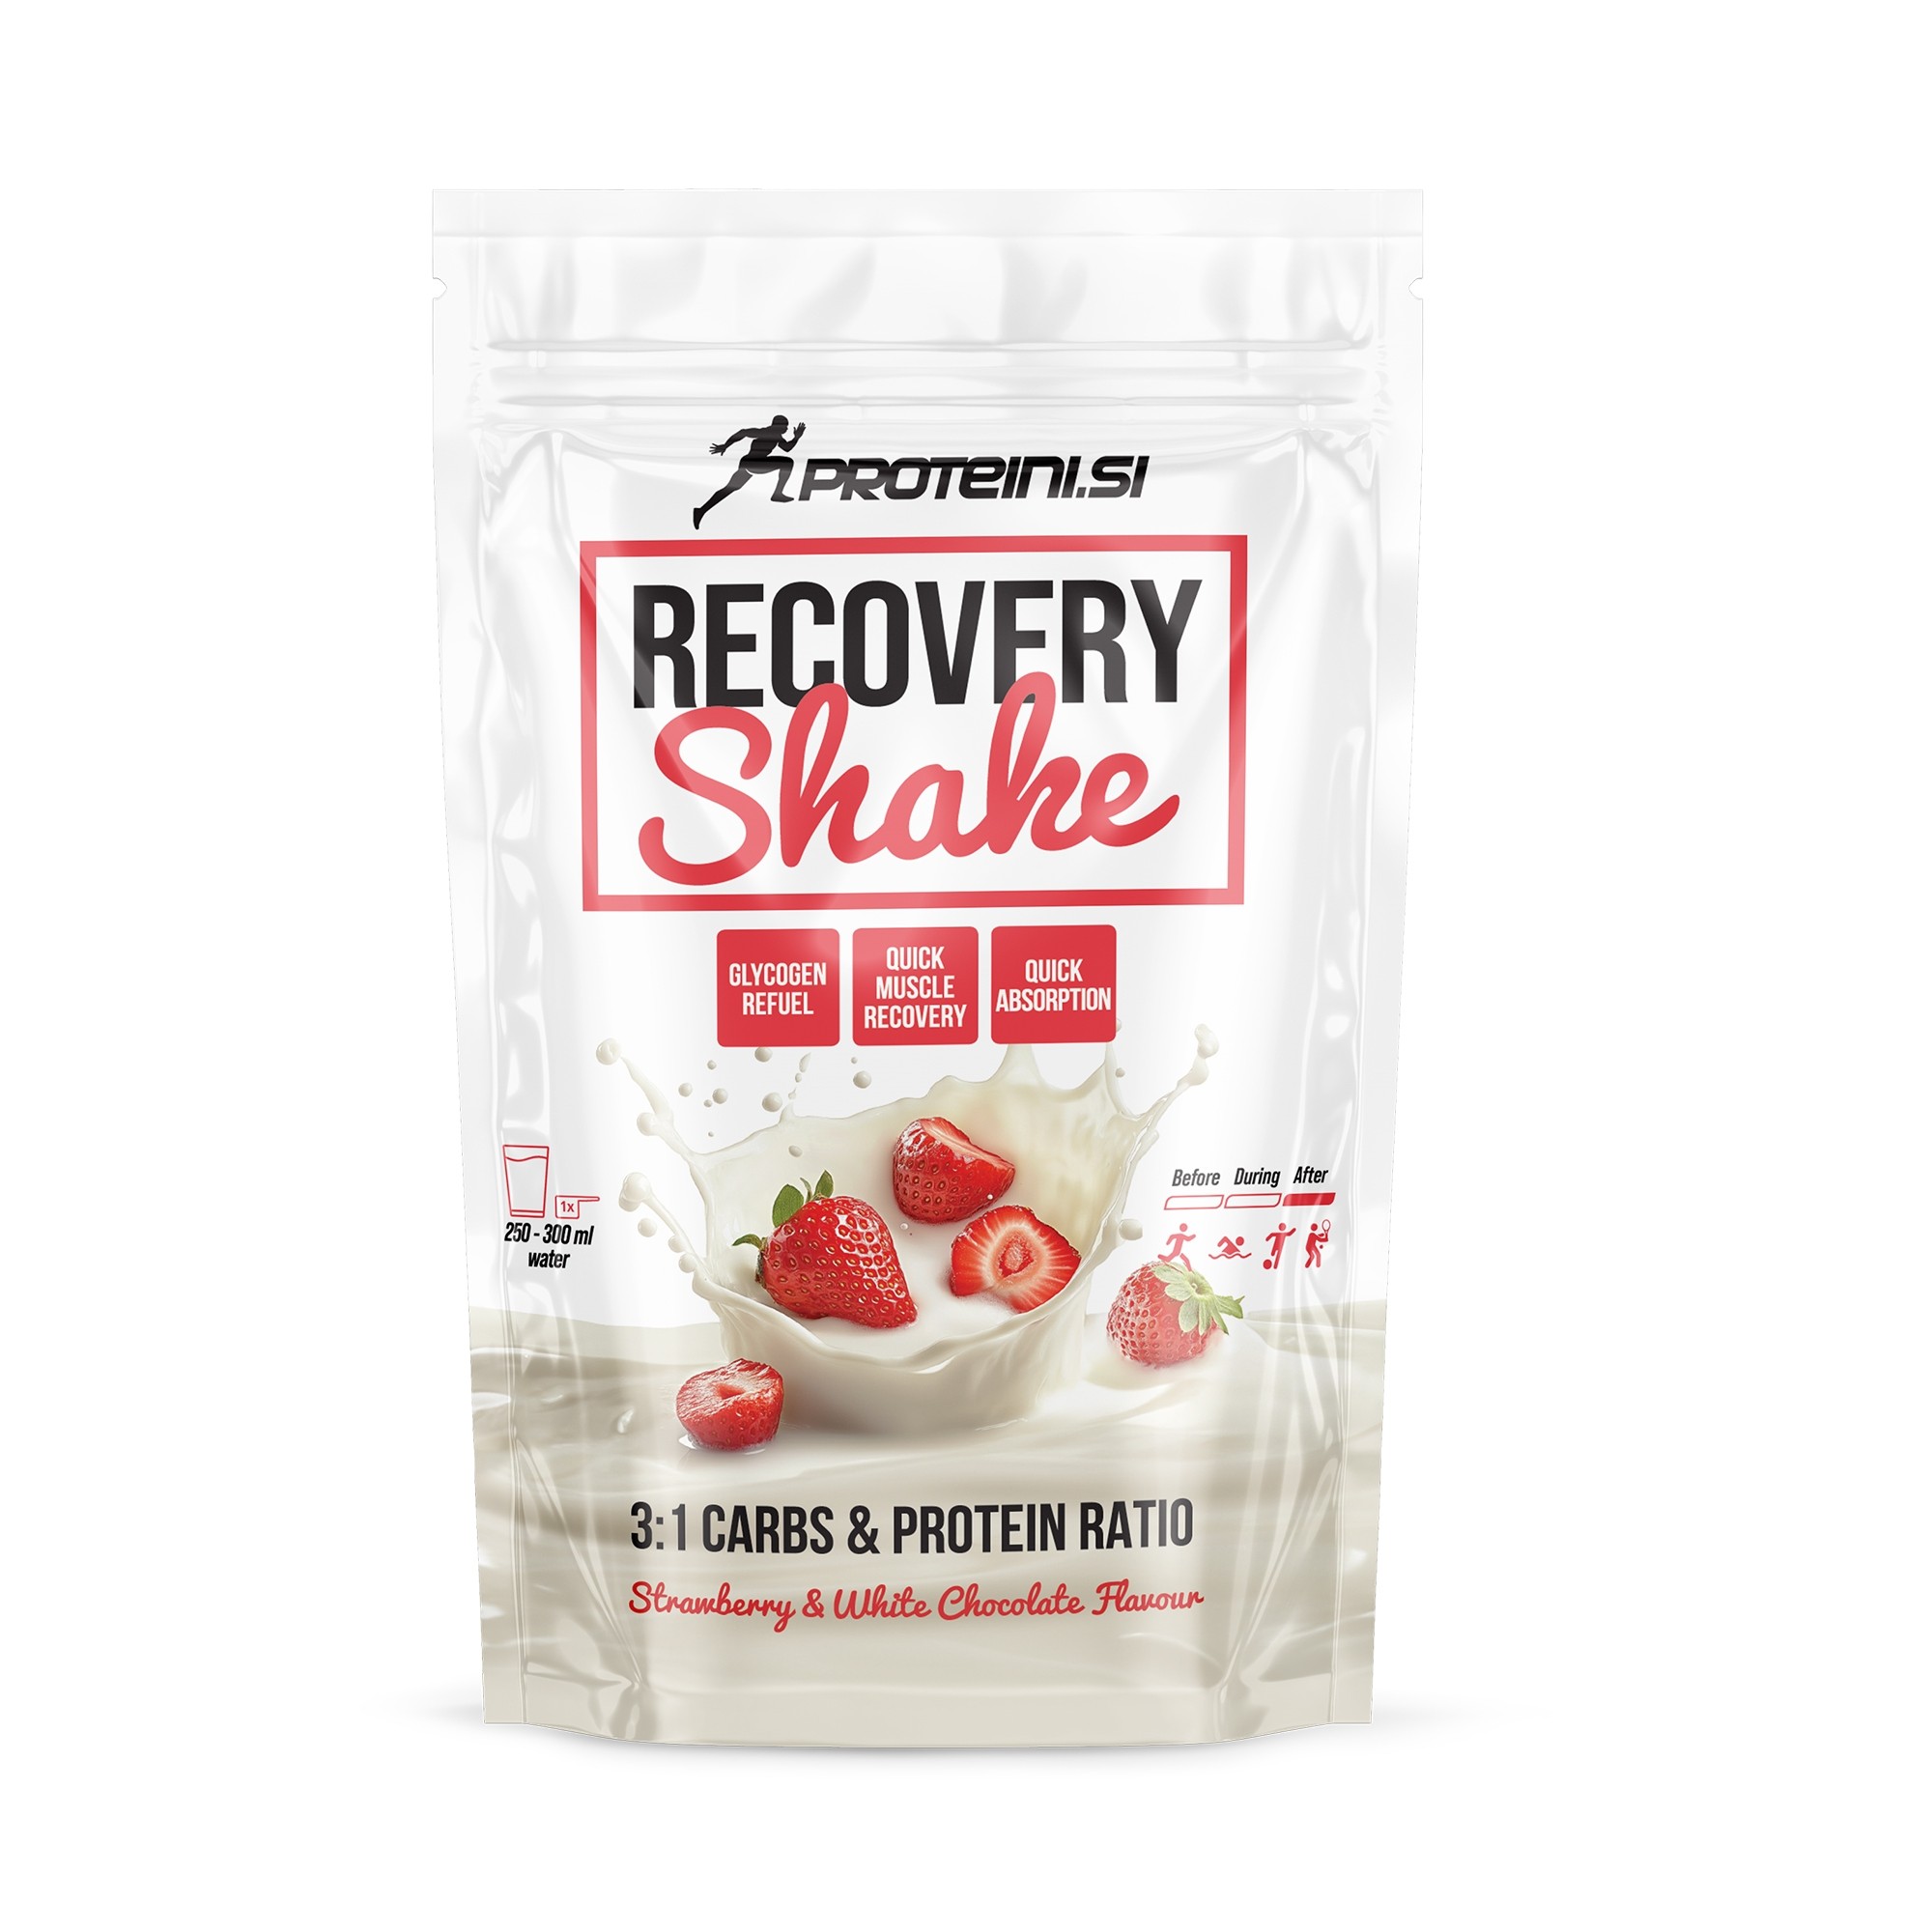 PROTEINI.SI
RECOVERY
Shake
GLYCOGEN
REFUEL
QUICK
MUSCLE
RECOVERY
QUICK
ABSORPTION
1x
250 - 300 ml
water
Before During After
3:1 CARBS & PROTEIN RATIO
Strawberry & White Chocolate Flavour